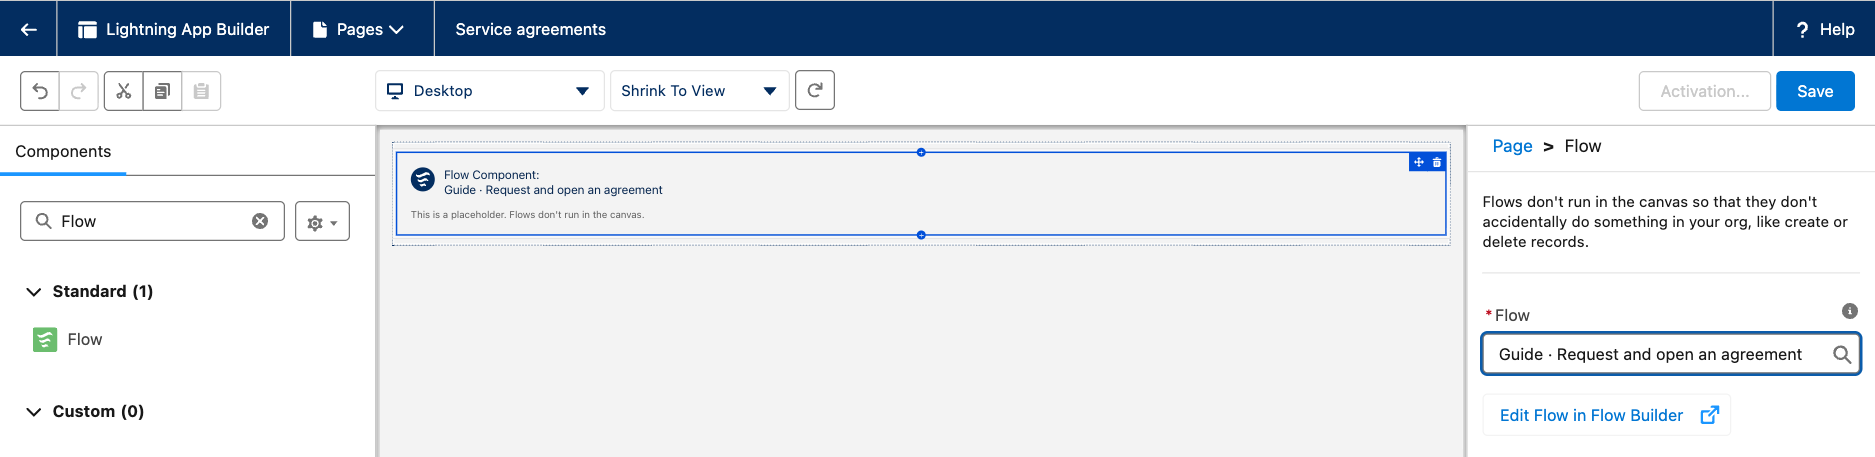 Lightning App Builder
Pages
Service agreements
? Help
Desktop
Shrink To View
Activation...
Save
Components
Flow
Standard (1)
Flow
Custom (0)
Flow Component:
Guide · Request and open an agreement
This is a placeholder. Flows don't run in the canvas.
Page > Flow
Flows don't run in the canvas so that they don't
accidentally do something in your org, like create or
delete records.
* Flow
Guide · Request and open an agreement
Edit Flow in Flow Builder